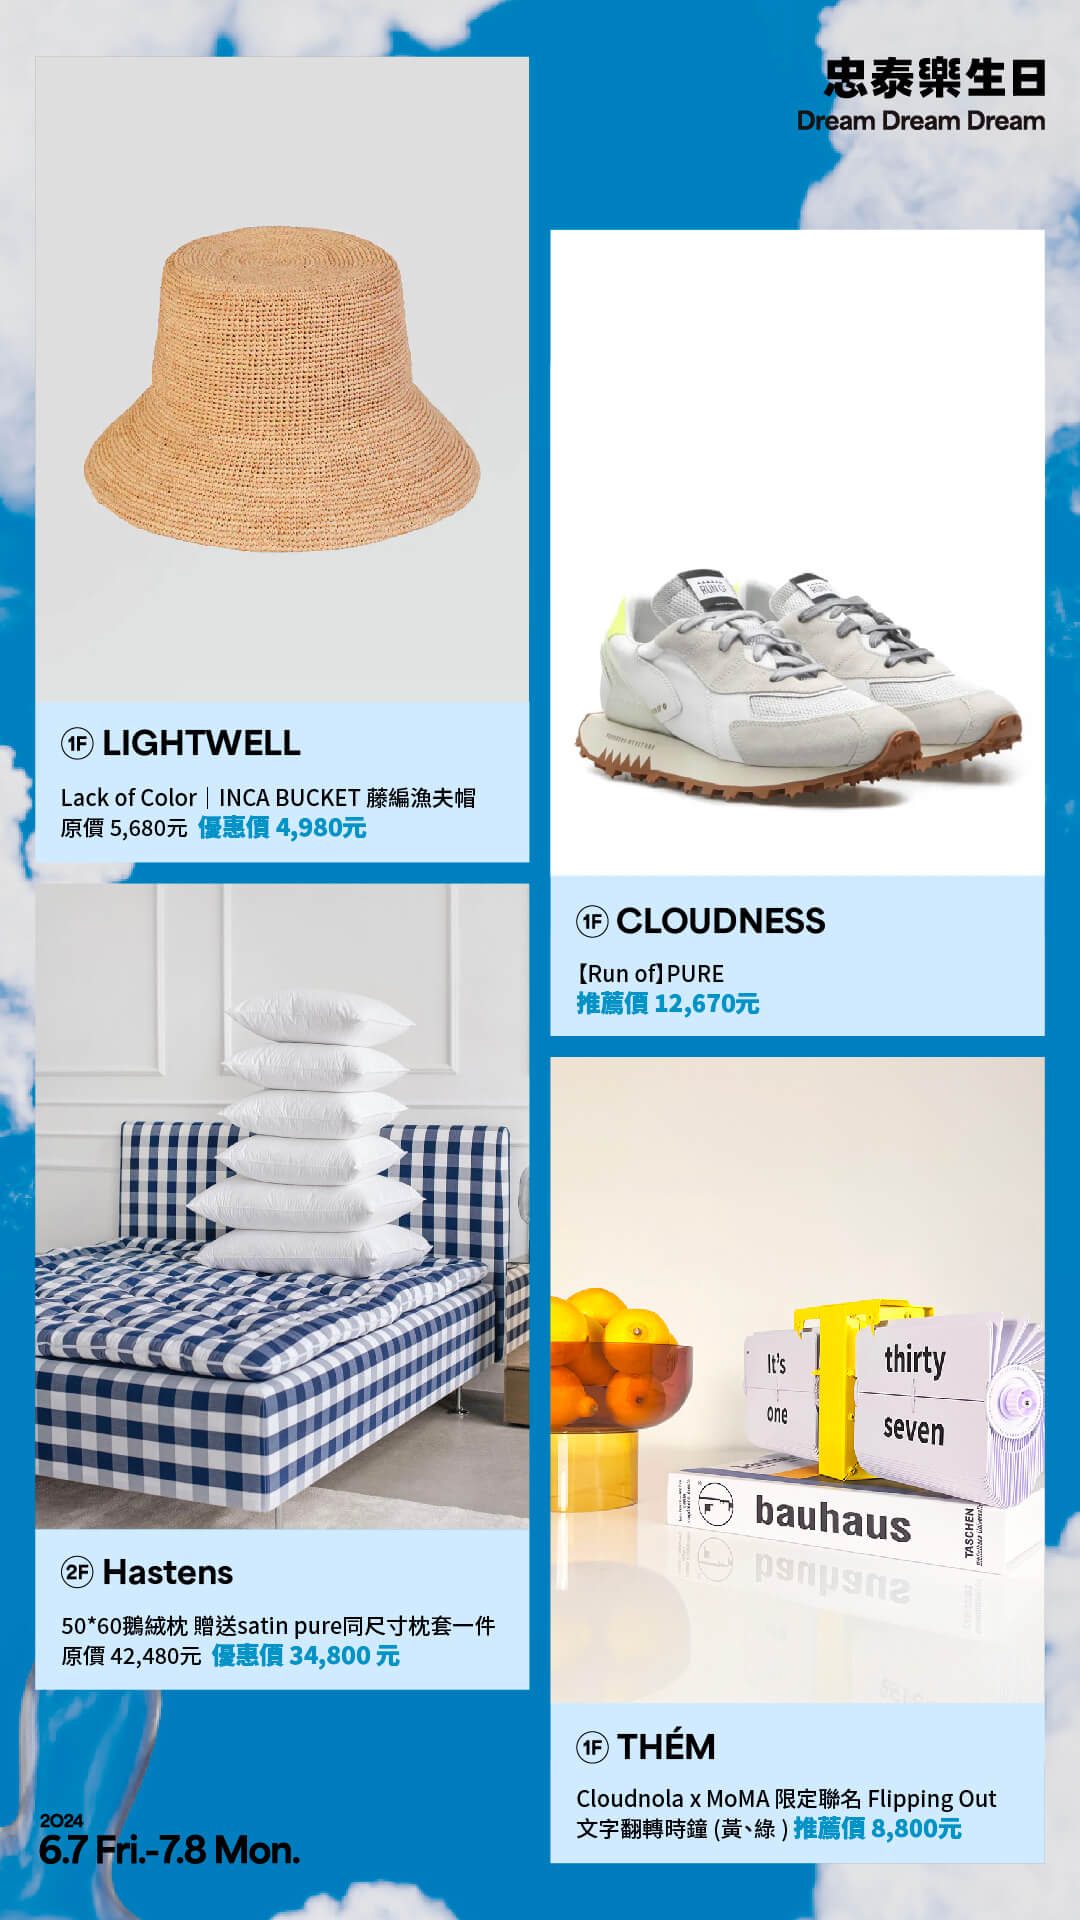 忠泰樂生日
Dream Dream Dream
1F LIGHTWELL
Lack of Color｜INCA BUCKET 藤編漁夫帽
原價 5,680元 優惠價 4,980元
RUN OF
1F CLOUDNESS
【Run of】PURE
推薦價 12,670元
2F Hastens
50*60鵝絨枕 贈送satin pure同尺寸枕套一件
原價 42,480元 優惠價 34,800 元
It's
one
thirty
seven
bauhaus
TASCHEN
1F THÉM
Cloudnola x MoMA 限定聯名 Flipping Out
文字翻轉時鐘 (黃、綠 ) 推薦價 8,800元
2024
6.7 Fri.-7.8 Mon.